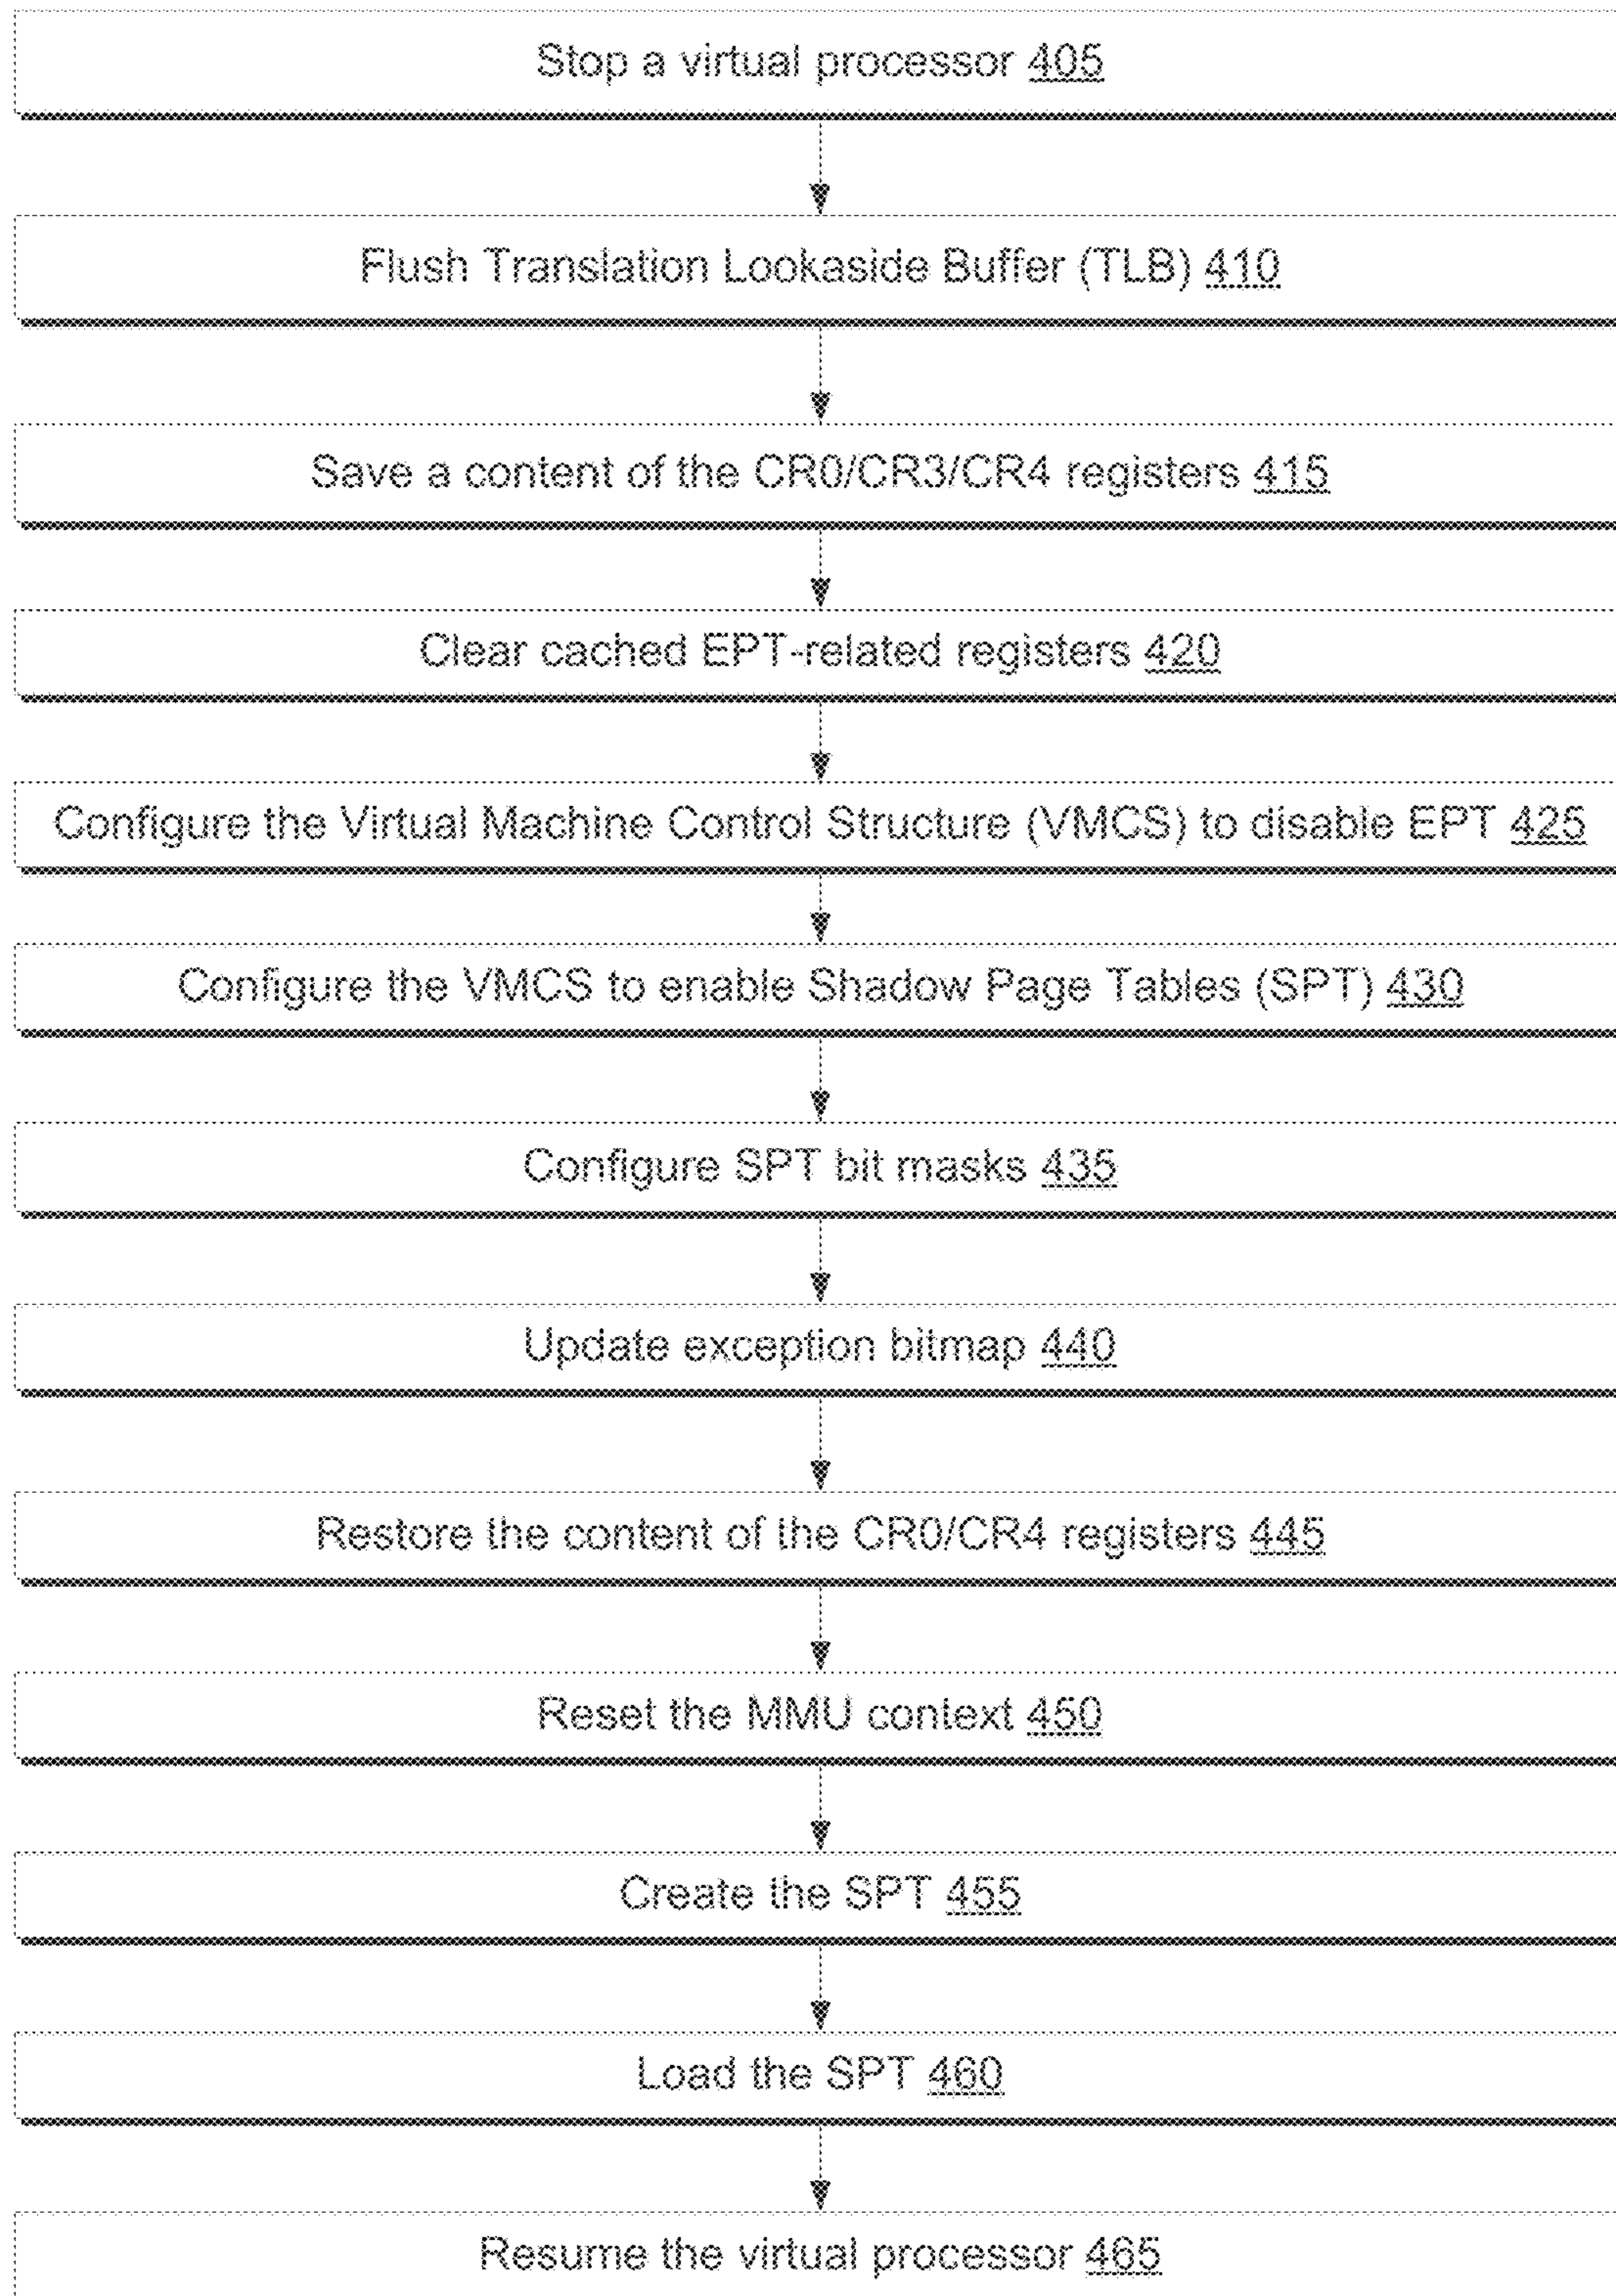 Stop a virtual processor 405
Flush Translation Lookaside Buffer (TLB) 410
Save a content of the CR0/CR3/CR4 registers 415
Clear cached EPT-related registers 420
Configure the Virtual Machine Control Structure (VMCS) to disable EPT 425
Configure the VMCS to enable Shadow Page Tables (SPT) 430
Configure SPT bit masks 435
Update exception bitmap 440
Restore the content of the CR0/CR4 registers 445
Reset the MMU context 450
Create the SPT 455
Load the SPT 460
Resume the virtual processor 465